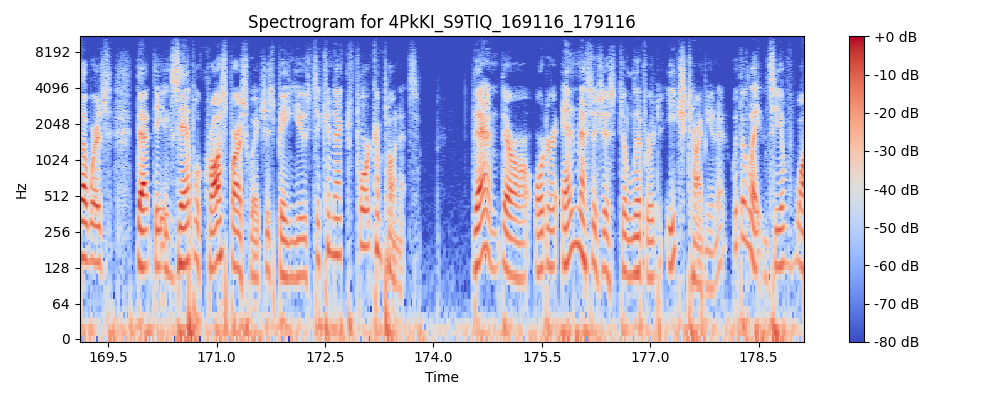 Spectrogram for 4PkKI_S9TIQ_169116_179116
8192
4096
2048
1024
512
256
128
64
0
Hz
169.5 171.0 172.5 174.0 175.5 177.0 178.5
Time
+0 dB
-10 dB
-20 dB
-30 dB
-40 dB
-50 dB
-60 dB
-70 dB
-80 dB